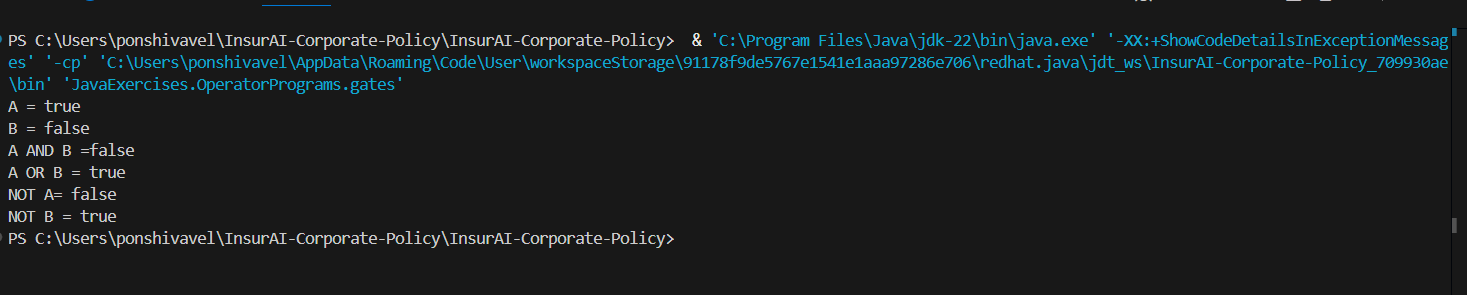 PS C:\Users\ponshivavel\InsurAI-Corporate-Policy\InsurAI-Corporate-Policy>  & 'C:\Program Files\Java\jdk-22\bin\java.exe' '-XX:+ShowCodeDetailsInExceptionMessag
es' '-cp' 'C:\Users\ponshivavel\AppData\Roaming\Code\User\workspaceStorage\91178f9de5767e1541e1aaa97286e706\redhat.java\jdt_ws\InsurAI-Corporate-Policy_709930ae
\bin' 'JavaExercises.OperatorPrograms.gates'
A = true
B = false
A AND B =false
A OR B = true
NOT A= false
NOT B = true
PS C:\Users\ponshivavel\InsurAI-Corporate-Policy\InsurAI-Corporate-Policy>